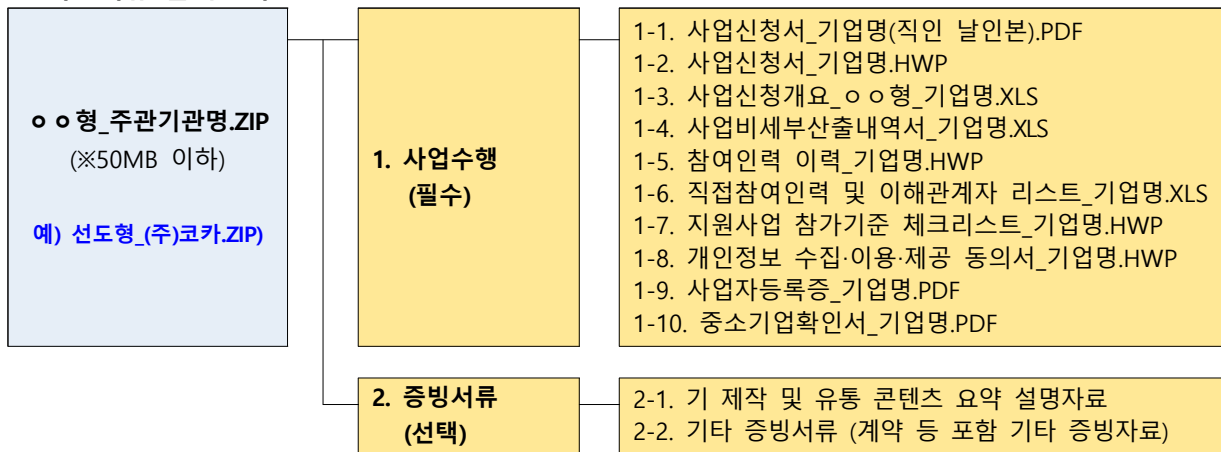 ㅇㅇ형_주관기관명.ZIP
(※50MB 이하)
예) 선도형_(주)코카.ZIP)
1. 사업수행
(필수)
1-1. 사업신청서_기업명(직인 날인본).PDF
1-2. 사업신청서_기업명.HWP
1-3. 사업신청개요_ㅇㅇ형_기업명.XLS
1-4. 사업비세부산출내역서_기업명.XLS
1-5. 참여인력 이력_기업명.HWP
1-6. 직접참여인력 및 이해관계자 리스트_기업명.XLS
1-7. 지원사업 참가기준 체크리스트_기업명.HWP
1-8. 개인정보 수집·이용·제공 동의서_기업명.HWP
1-9. 사업자등록증_기업명.PDF
1-10. 중소기업확인서_기업명.PDF
2. 증빙서류
(선택)
2-1. 기 제작 및 유통 콘텐츠 요약 설명자료
2-2. 기타 증빙서류 (계약 등 포함 기타 증빙자료)